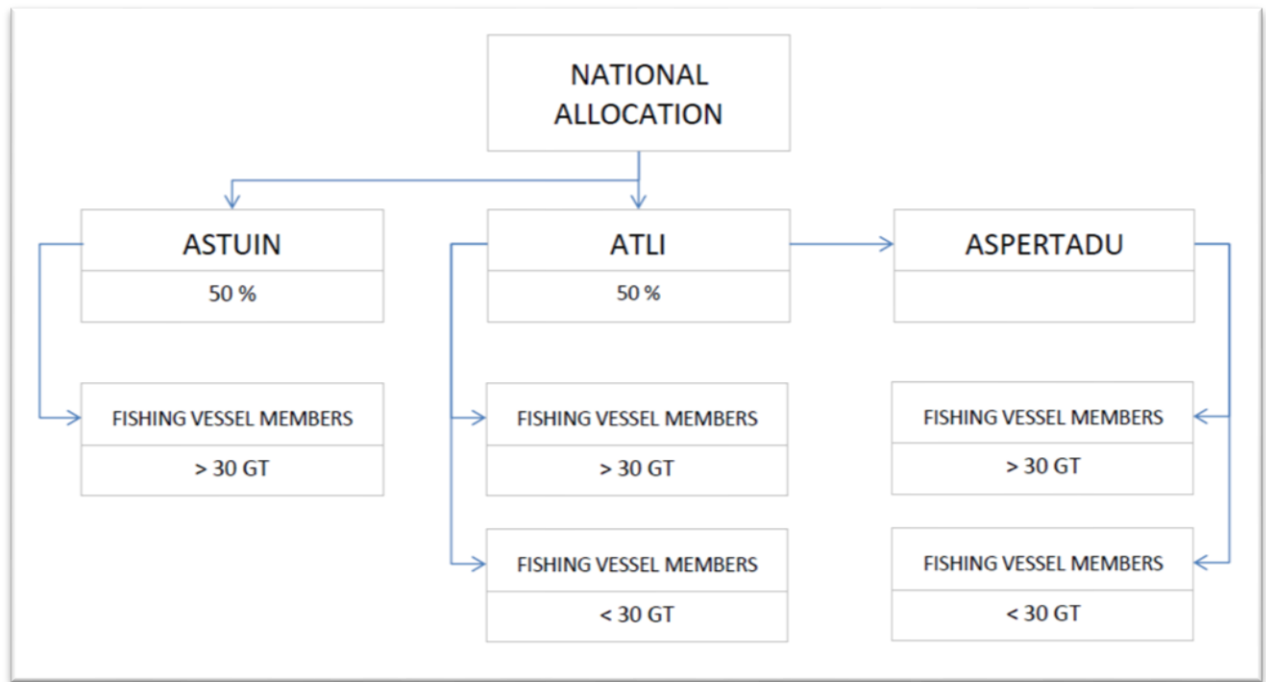 NATIONAL
ALLOCATION
ASTUIN
50 %
ATLI
50 %
ASPERTADU
FISHING VESSEL MEMBERS
> 30 GT
FISHING VESSEL MEMBERS
> 30 GT
FISHING VESSEL MEMBERS
> 30 GT
FISHING VESSEL MEMBERS
< 30 GT
FISHING VESSEL MEMBERS
< 30 GT